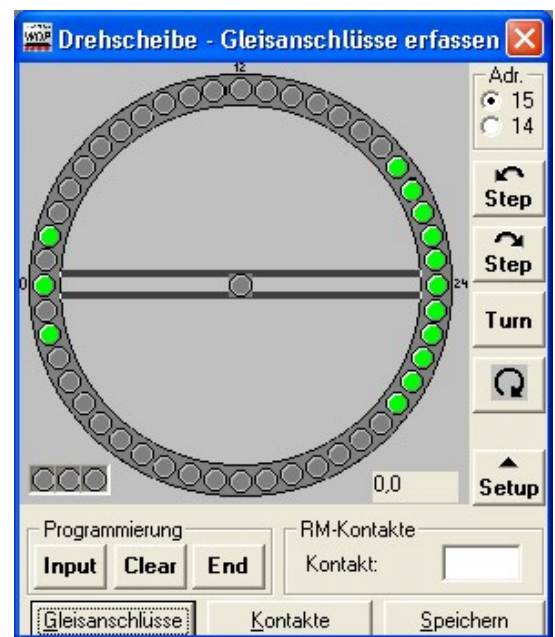 WDP Drehscheibe - Gleisanschlüsse erfassen
12
Adr.
15
14
Step
Step
0
24
Turn
0,0
Setup
Programmierung
RM-Kontakte
Input Clear End
Kontakt:
Gleisanschlüsse Kontakte Speichern